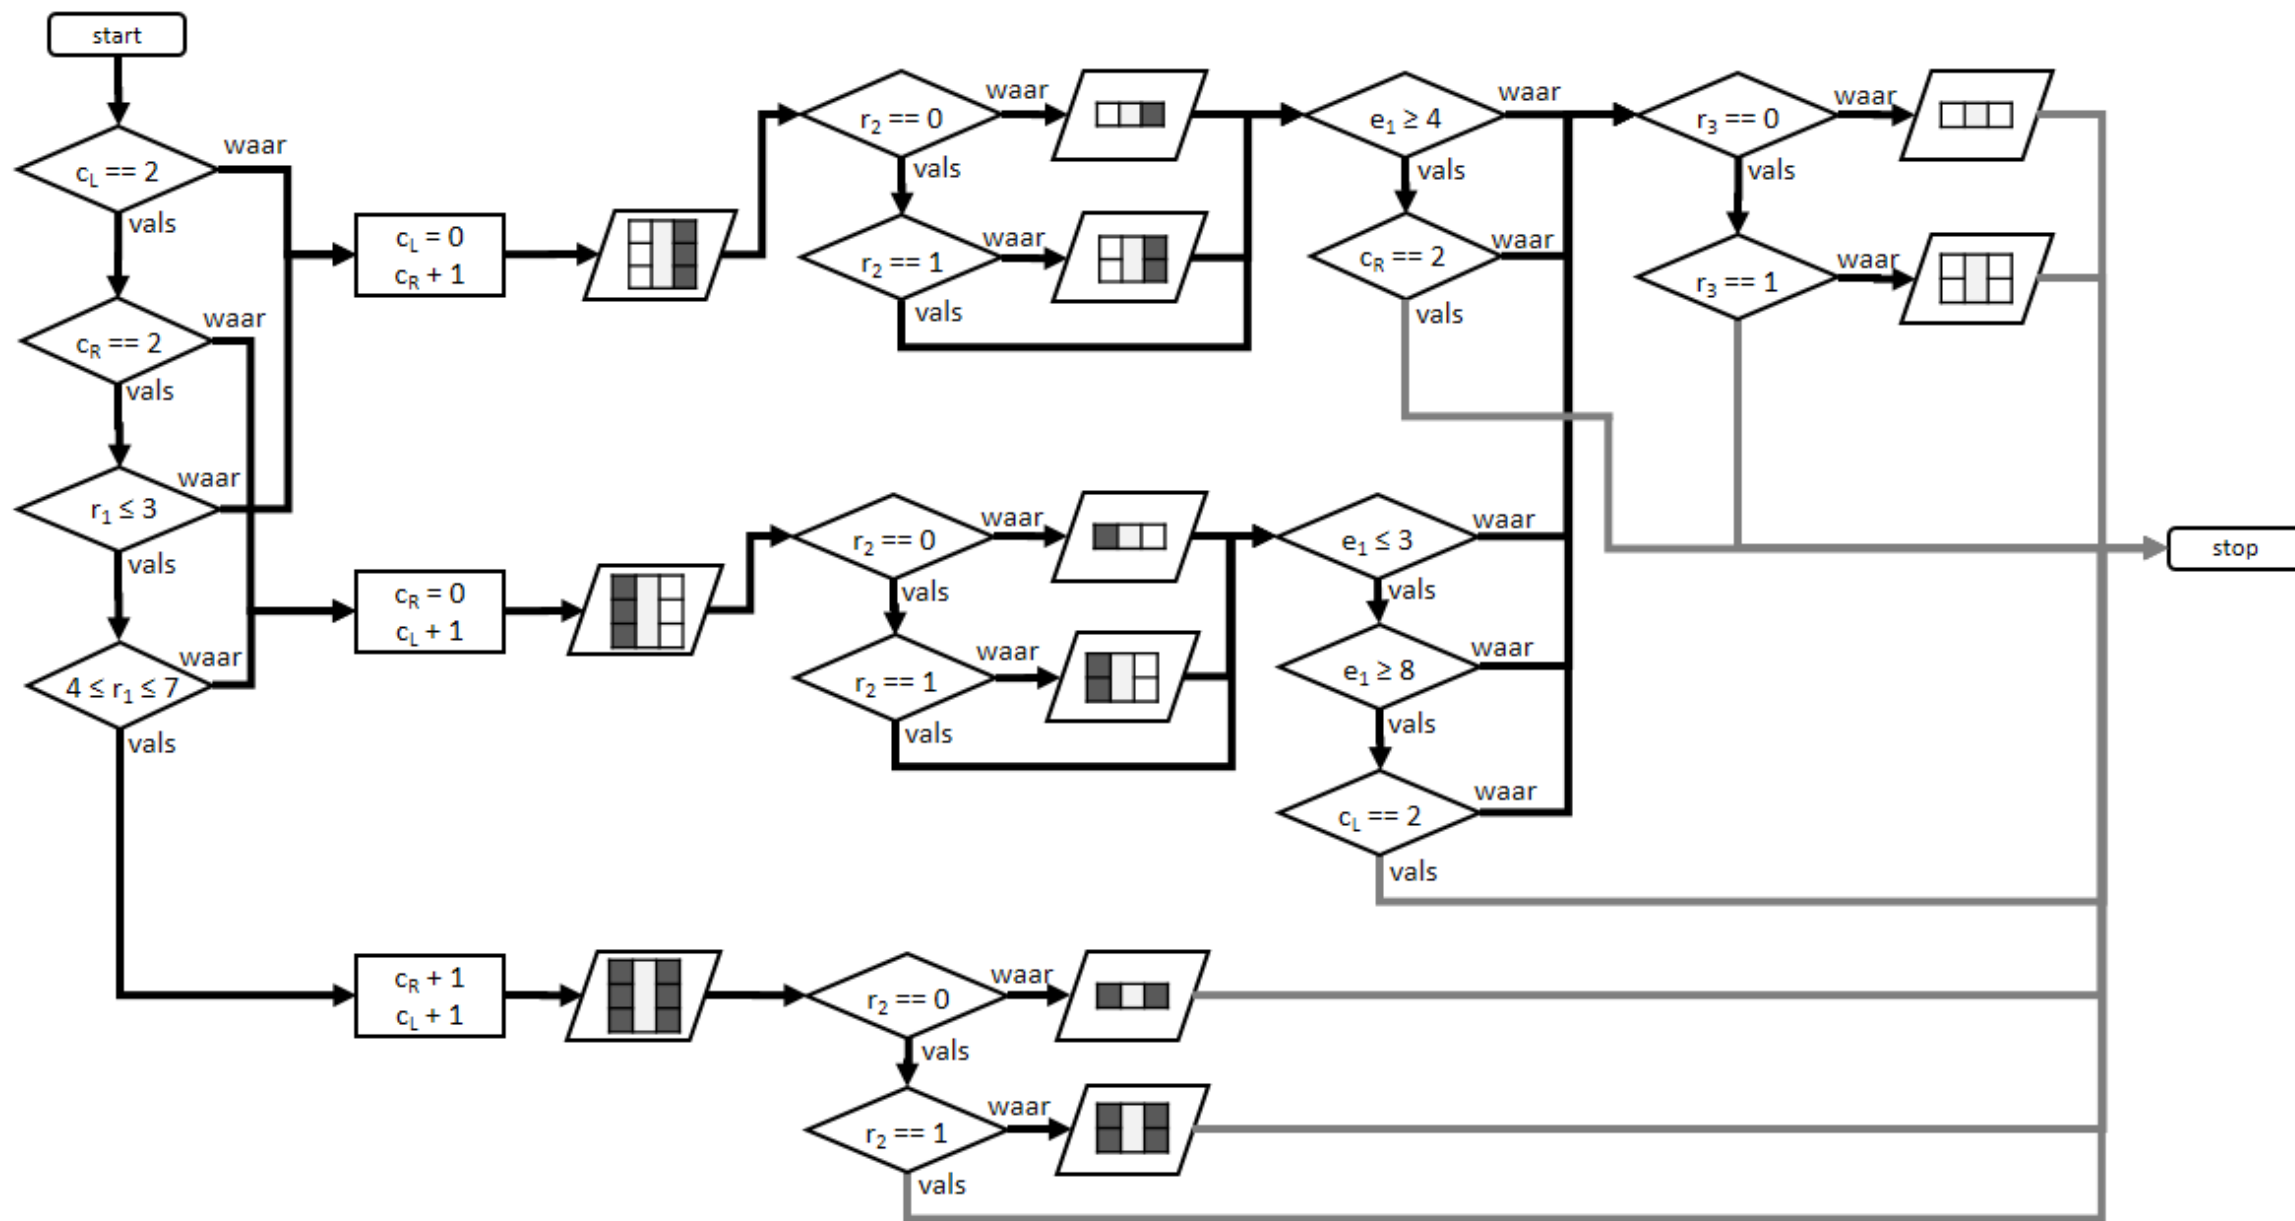 start
c_L == 2
waar
vals
c_R == 2
waar
vals
r_1 ≤ 3
waar
vals
4 ≤ r_1 ≤ 7
waar
vals
c_L = 0
c_R + 1
r_2 == 0
waar
vals
r_2 == 1
waar
vals
e_1 ≥ 4
waar
vals
c_R == 2
waar
vals
r_3 == 0
waar
vals
r_3 == 1
waar
c_R = 0
c_L + 1
r_2 == 0
waar
vals
r_2 == 1
waar
vals
e_1 ≤ 3
waar
vals
e_1 ≥ 8
waar
vals
c_L == 2
waar
vals
c_R + 1
c_L + 1
r_2 == 0
waar
vals
r_2 == 1
waar
vals
stop